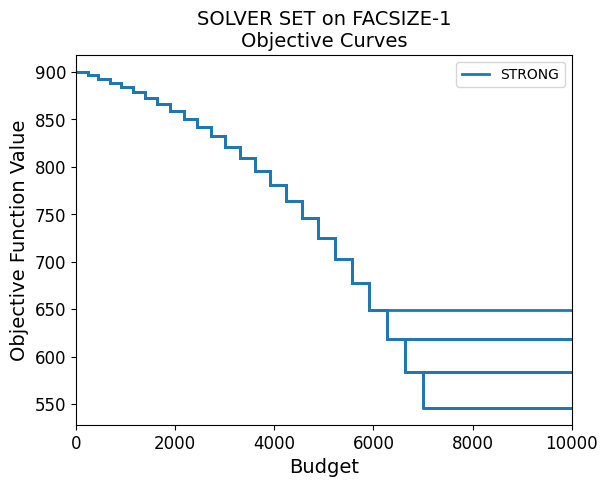 SOLVER SET on FACSIZE-1
Objective Curves
STRONG
Objective Function Value
900
850
800
750
700
650
600
550
0 2000 4000 6000 8000 10000
Budget